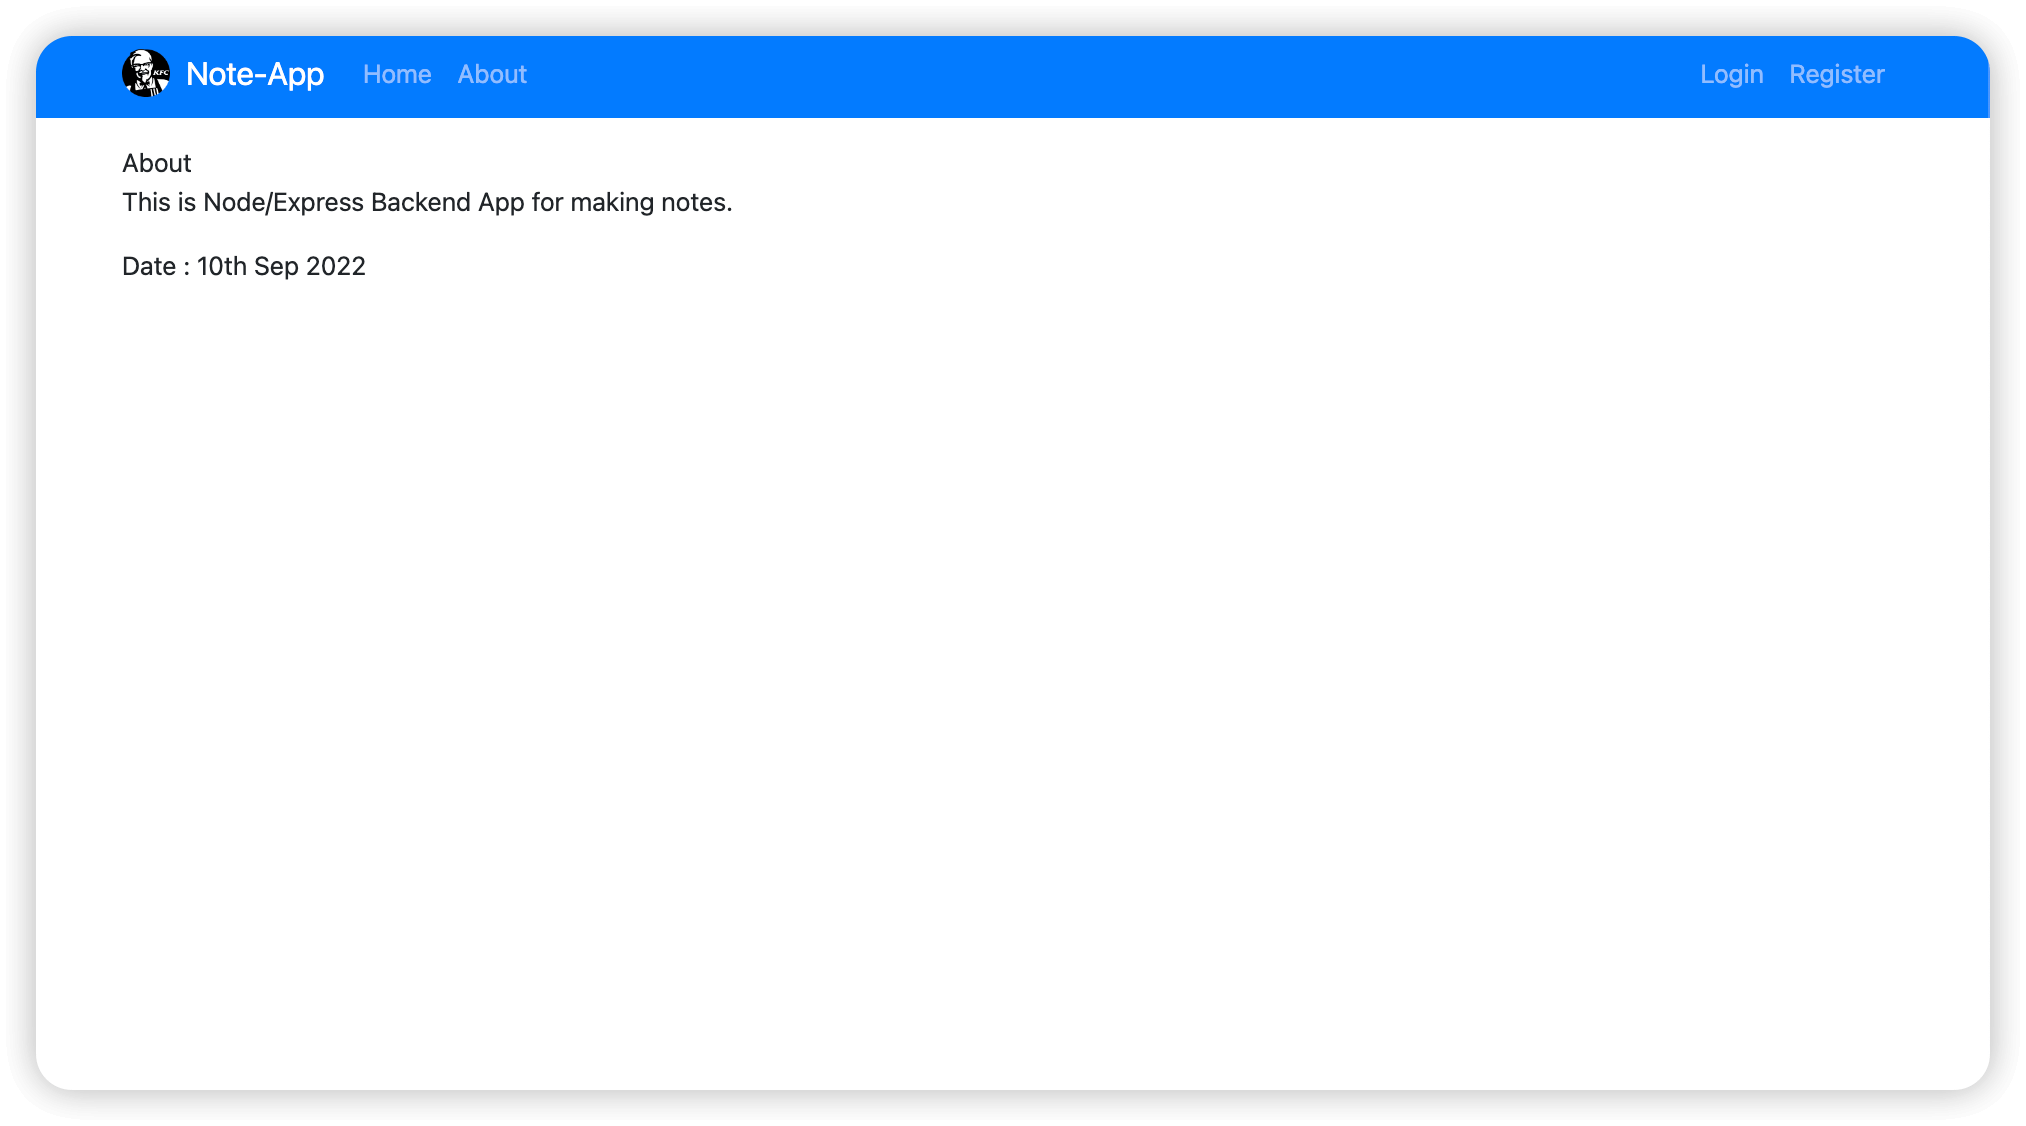 KFC
Note-App Home About Login Register
About
This is Node/Express Backend App for making notes.
Date : 10th Sep 2022